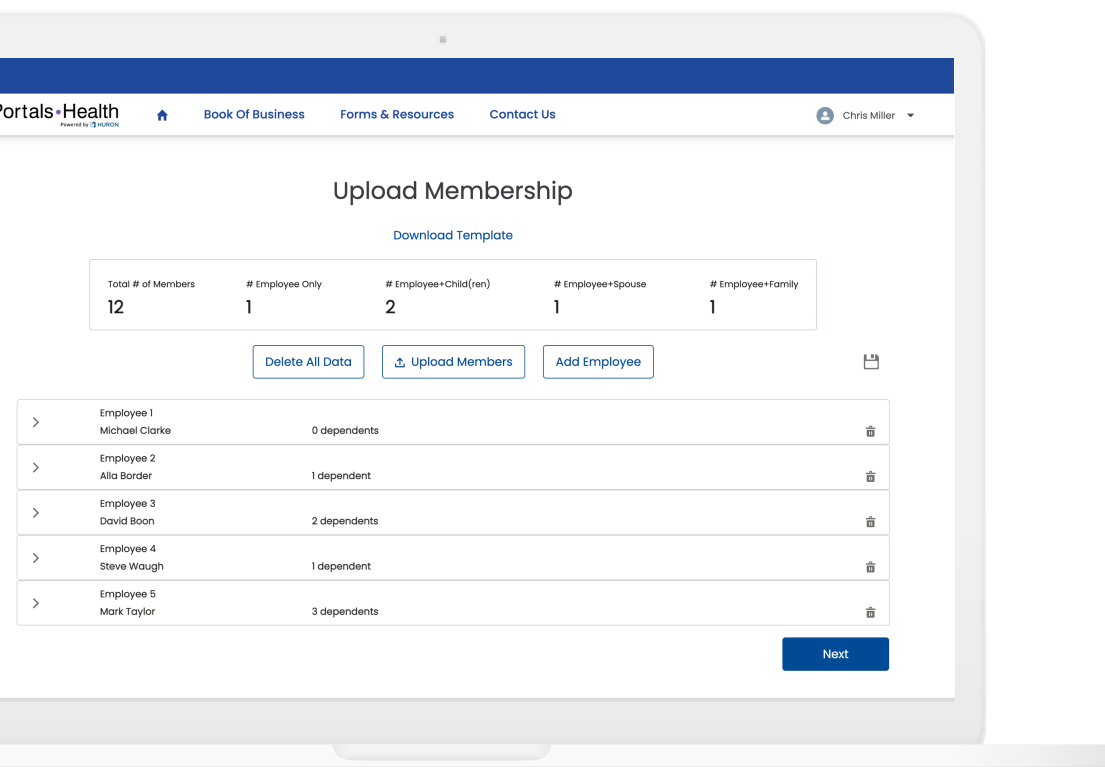 Portals•Health
Powered by HURON
Book Of Business
Forms & Resources
Contact Us
Chris Miller
Upload Membership
Download Template
Total # of Members
12
# Employee Only
1
# Employee+Child(ren)
2
# Employee+Spouse
1
# Employee+Family
1
Delete All Data
Upload Members
Add Employee
Employee 1
Michael Clarke
0 dependents
Employee 2
Alla Border
1 dependent
Employee 3
David Boon
2 dependents
Employee 4
Steve Waugh
1 dependent
Employee 5
Mark Taylor
3 dependents
Next